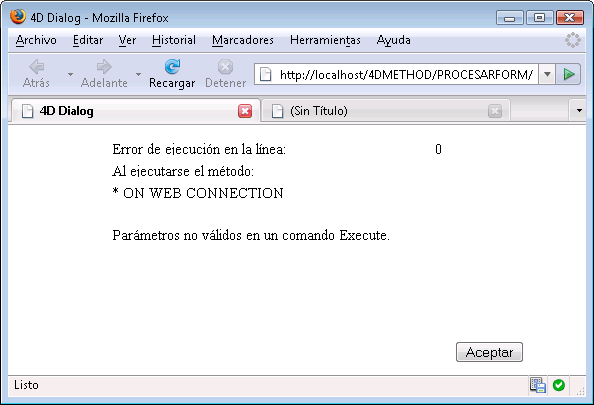 4D Dialog - Mozilla Firefox
Archivo Editar Ver Historial Marcadores Herramientas Ayuda
Atrás Adelante Recargar Detener http://localhost/4DMETHOD/PROCESARFORM/
4D Dialog (Sin Título)
Error de ejecución en la línea: 0
Al ejecutarse el método:
* ON WEB CONNECTION
Parámetros no válidos en un comando Execute.
Aceptar
Listo